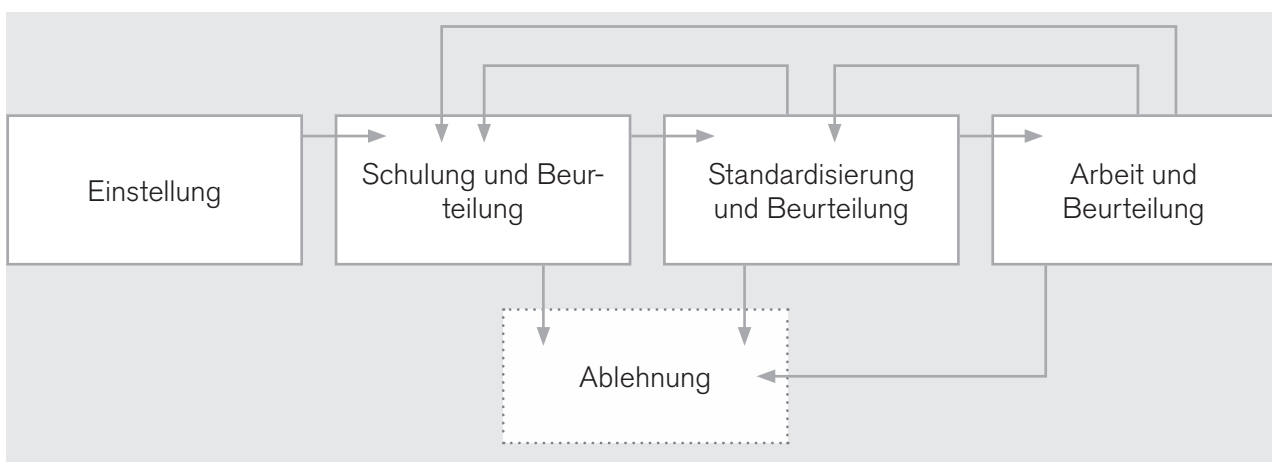 Einstellung
Schulung und Beur-
teilung
Standardisierung
und Beurteilung
Arbeit und
Beurteilung
Ablehnung